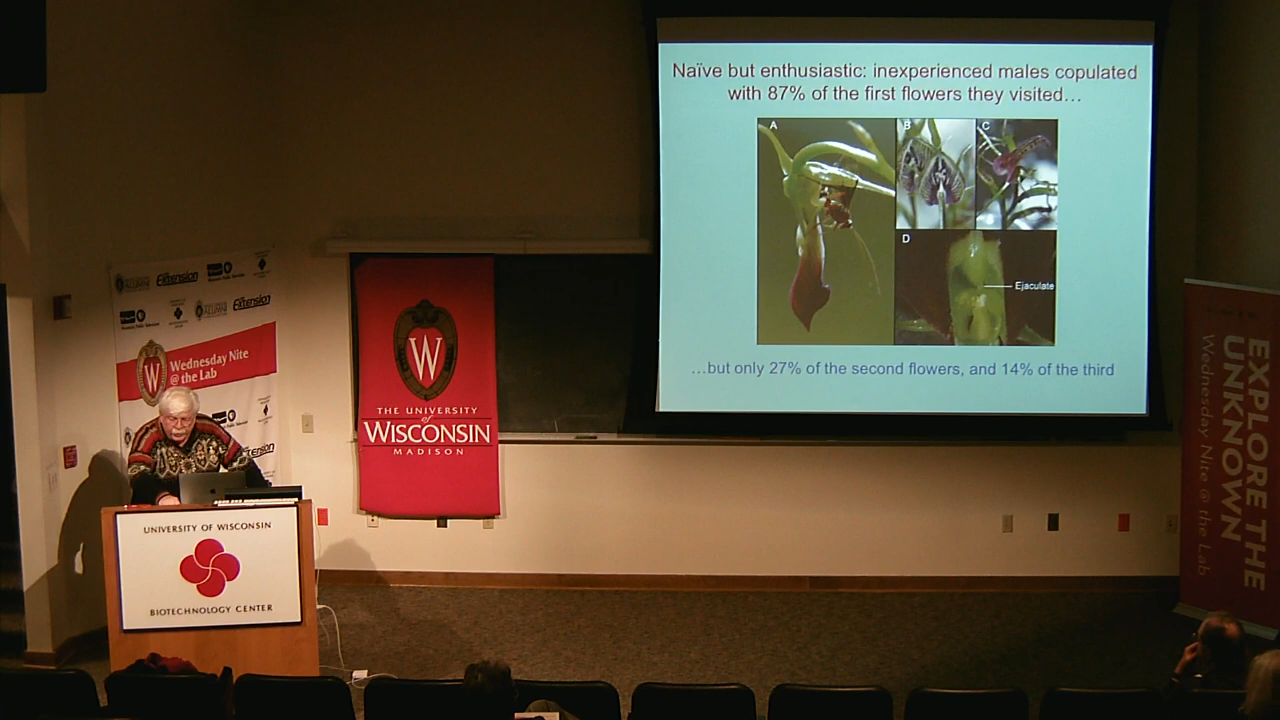 Naïve but enthusiastic: inexperienced males copulated
with 87% of the first flowers they visited…
A
B
C
D
Ejaculate
…but only 27% of the second flowers, and 14% of the third
Extension
Extension
Wednesday Nite
@ the Lab
W
THE UNIVERSITY
of
WISCONSIN
MADISON
UNIVERSITY OF WISCONSIN
BIOTECHNOLOGY CENTER
EXPLORE THE
UNKNOWN
Wednesday Nite @ the Lab